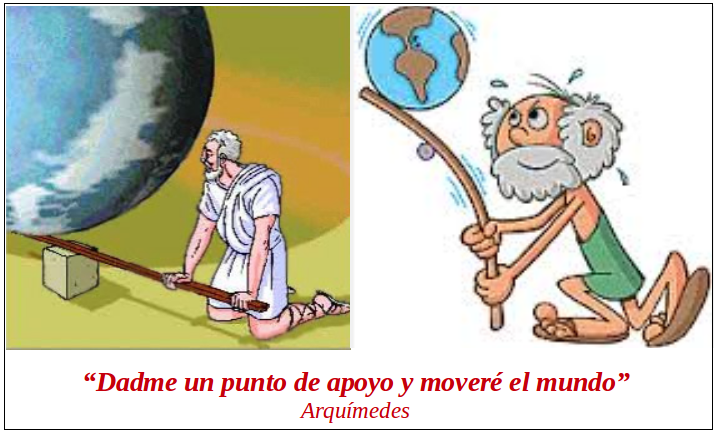 “Dadme un punto de apoyo y moveré el mundo”
Arquímedes